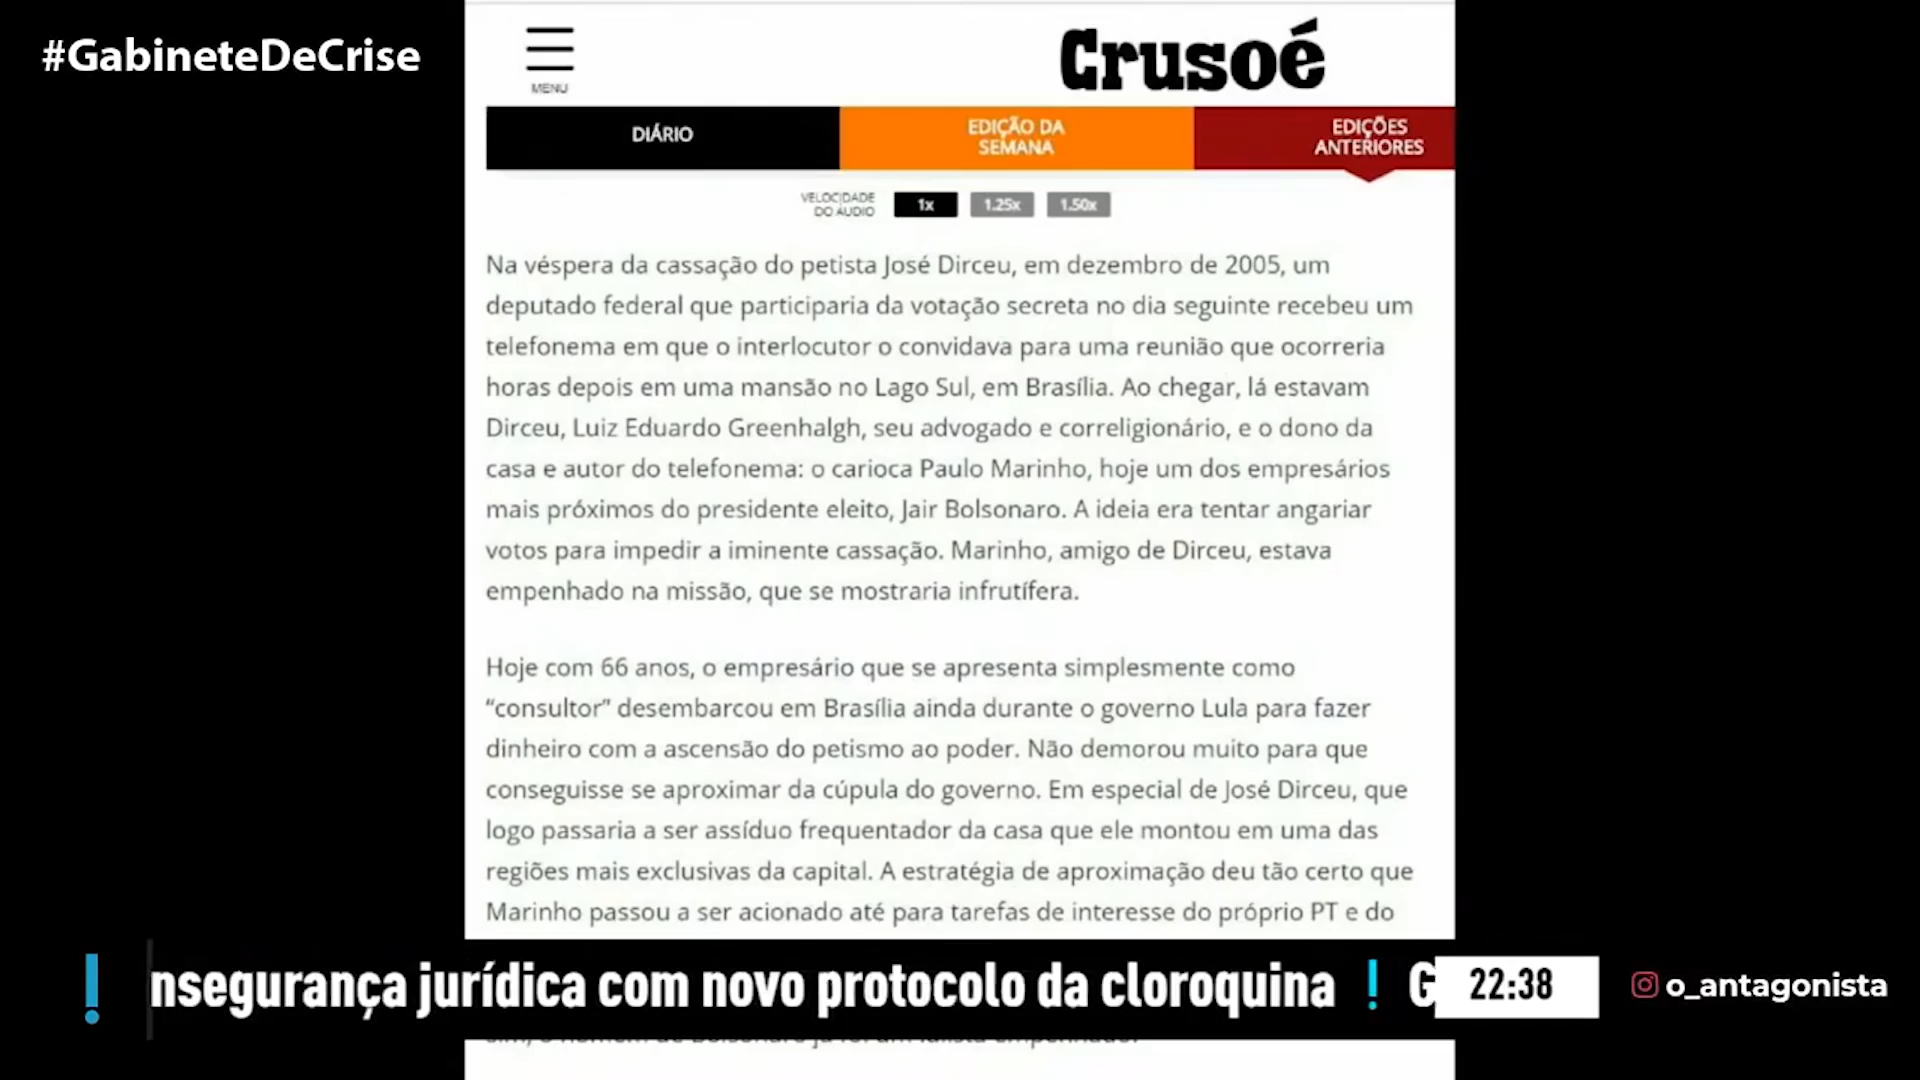 #GabineteDeCrise
MENU
Crusoé
DIÁRIO
EDIÇÃO DA
SEMANA
EDIÇÕES
ANTERIORES
VELOCIDADE
DO ÁUDIO
1x
1.25x
1.50x
Na véspera da cassação do petista José Dirceu, em dezembro de 2005, um
deputado federal que participaria da votação secreta no dia seguinte recebeu um
telefonema em que o interlocutor o convidava para uma reunião que ocorreria
horas depois em uma mansão no Lago Sul, em Brasília. Ao chegar, lá estavam
Dirceu, Luiz Eduardo Greenhalgh, seu advogado e correligionário, e o dono da
casa e autor do telefonema: o carioca Paulo Marinho, hoje um dos empresários
mais próximos do presidente eleito, Jair Bolsonaro. A ideia era tentar angariar
votos para impedir a iminente cassação. Marinho, amigo de Dirceu, estava
empenhado na missão, que se mostraria infrutífera.
Hoje com 66 anos, o empresário que se apresenta simplesmente como
“consultor” desembarcou em Brasília ainda durante o governo Lula para fazer
dinheiro com a ascensão do petismo ao poder. Não demorou muito para que
conseguisse se aproximar da cúpula do governo. Em especial de José Dirceu, que
logo passaria a ser assíduo frequentador da casa que ele montou em uma das
regiões mais exclusivas da capital. A estratégia de aproximação deu tão certo que
Marinho passou a ser acionado até para tarefas de interesse do próprio PT e do
! nsegurança jurídica com novo protocolo da cloroquina ! G
22:38
o_antagonista